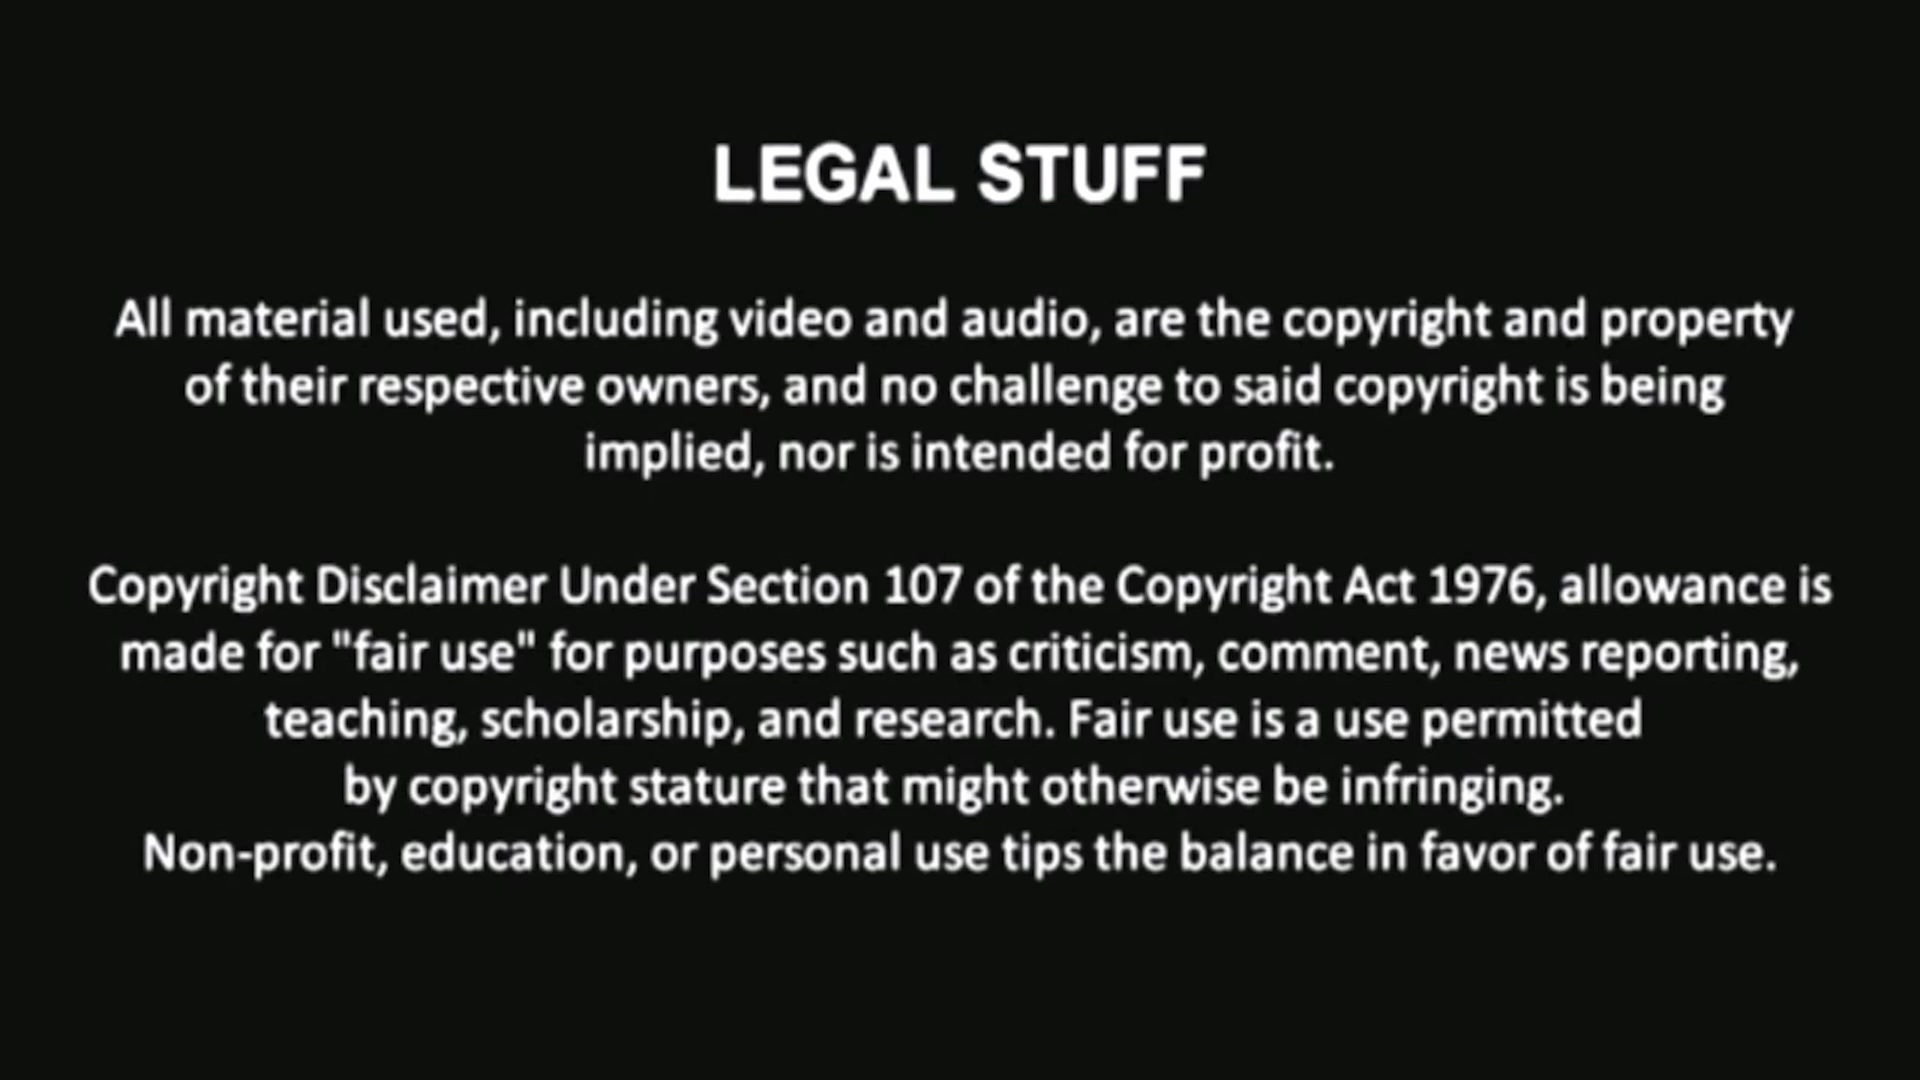 LEGAL STUFF
All material used, including video and audio, are the copyright and property
of their respective owners, and no challenge to said copyright is being
implied, nor is intended for profit.
Copyright Disclaimer Under Section 107 of the Copyright Act 1976, allowance is
made for "fair use" for purposes such as criticism, comment, news reporting,
teaching, scholarship, and research. Fair use is a use permitted
by copyright stature that might otherwise be infringing.
Non-profit, education, or personal use tips the balance in favor of fair use.